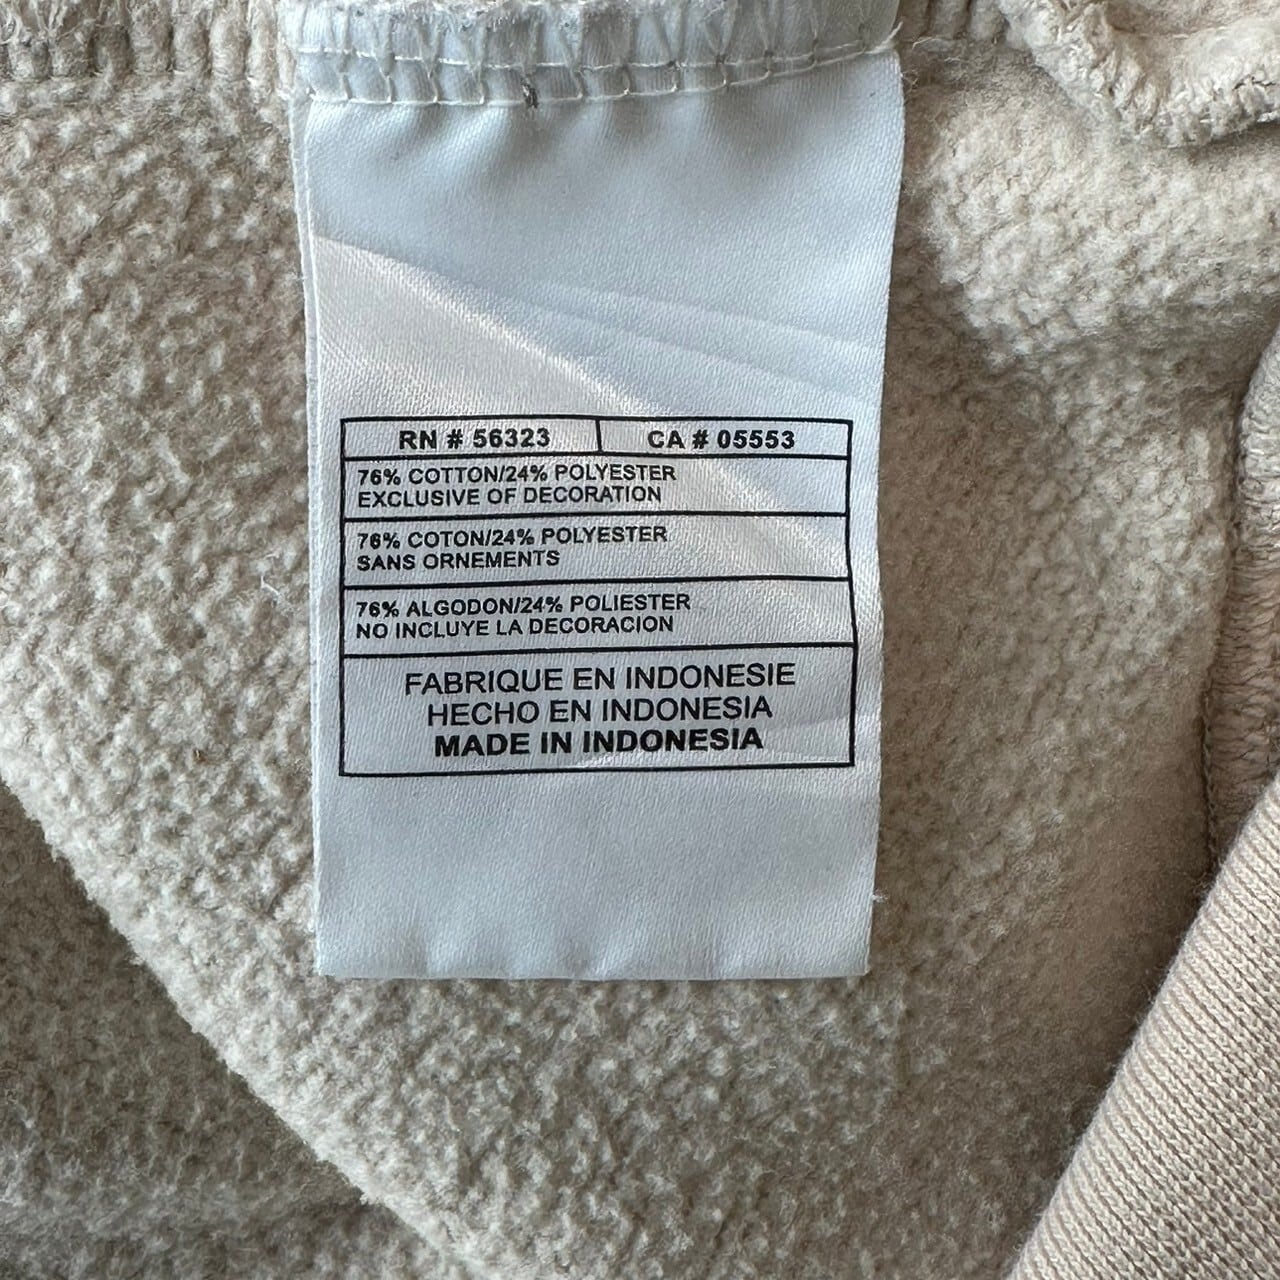 RN # 56323 CA # 05553
76% COTTON/24% POLYESTER
EXCLUSIVE OF DECORATION
76% COTON/24% POLYESTER
SANS ORNEMENTS
76% ALGODON/24% POLIESTER
NO INCLUYE LA DECORACION
FABRIQUE EN INDONESIE
HECHO EN INDONESIA
MADE IN INDONESIA